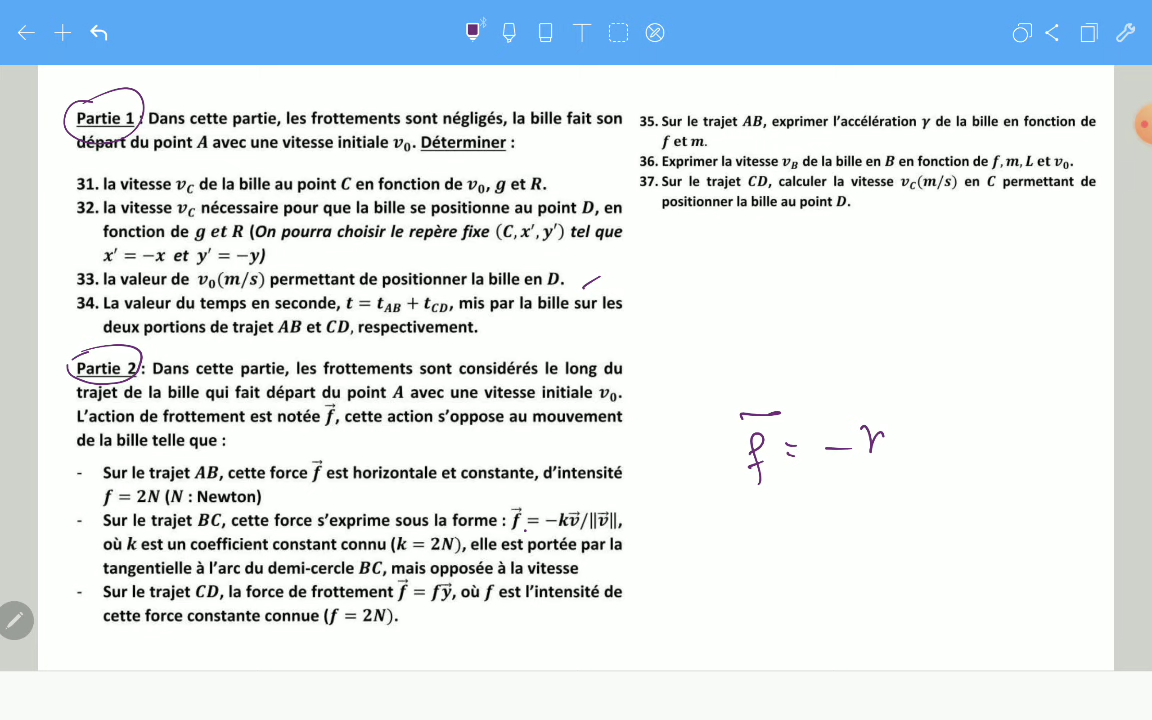 Partie 1 : Dans cette partie, les frottements sont négligés, la bille fait son
départ du point A avec une vitesse initiale v₀. Déterminer :
31. la vitesse v_C de la bille au point C en fonction de v₀, g et R.
32. la vitesse v_C nécessaire pour que la bille se positionne au point D, en
fonction de g et R (On pourra choisir le repère fixe (C, x′, y′) tel que
x′ = −x et y′ = −y)
33. la valeur de v₀(m/s) permettant de positionner la bille en D.
34. La valeur du temps en seconde, t = t_AB + t_CD, mis par la bille sur les
deux portions de trajet AB et CD, respectivement.
Partie 2 : Dans cette partie, les frottements sont considérés le long du
trajet de la bille qui fait départ du point A avec une vitesse initiale v₀.
L'action de frottement est notée f⃗, cette action s'oppose au mouvement
de la bille telle que :
- Sur le trajet AB, cette force f⃗ est horizontale et constante, d'intensité
f = 2N (N : Newton)
- Sur le trajet BC, cette force s'exprime sous la forme : f⃗ = −kv⃗/‖v⃗‖,
où k est un coefficient constant connu (k = 2N), elle est portée par la
tangentielle à l'arc du demi-cercle BC, mais opposée à la vitesse
- Sur le trajet CD, la force de frottement f⃗ = fy⃗, où f est l'intensité de
cette force constante connue (f = 2N).
35. Sur le trajet AB, exprimer l'accélération γ de la bille en fonction de
f et m.
36. Exprimer la vitesse v_B de la bille en B en fonction de f, m, L et v₀.
37. Sur le trajet CD, calculer la vitesse v_C(m/s) en C permettant de
positionner la bille au point D.
f = −